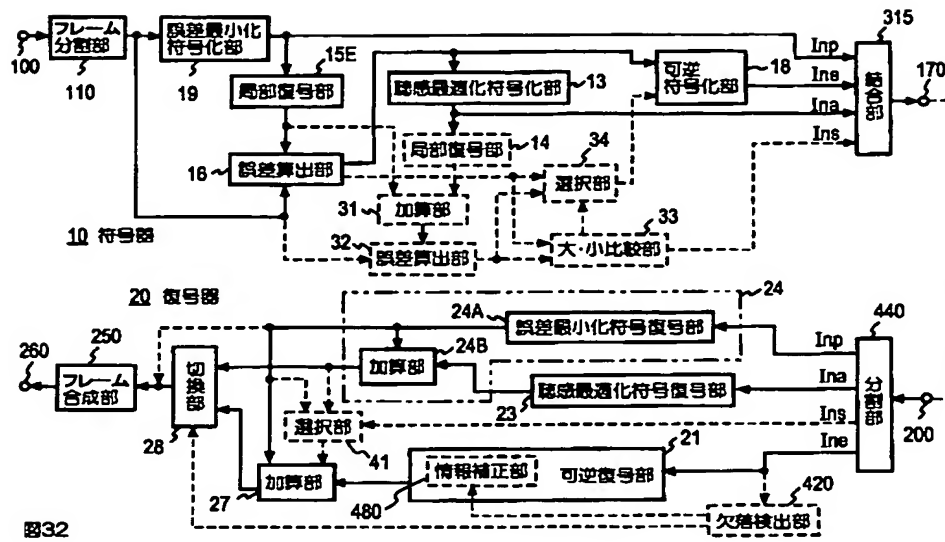 100
フレーム
分割部
110
誤差最小化
符号化部
19
15E
局部復号部
聴感最適化符号化部
13
可逆
符号化部
18
Inp
Ine
Ina
Ins
315
統合部
170
16
誤差算出部
局部復号部
14
34
選択部
31
加算部
33
大・小比較部
32
誤差算出部
10 符号器
20 復号器
24
24A
誤差最小化符号復号部
24B
加算部
聴感最適化符号復号部
23
440
分割部
200
Inp
Ina
Ins
Ine
260
250
フレーム
合成部
切換部
28
選択部
41
加算部
27
21
情報補正部
可逆復号部
480
420
欠落検出部
図32